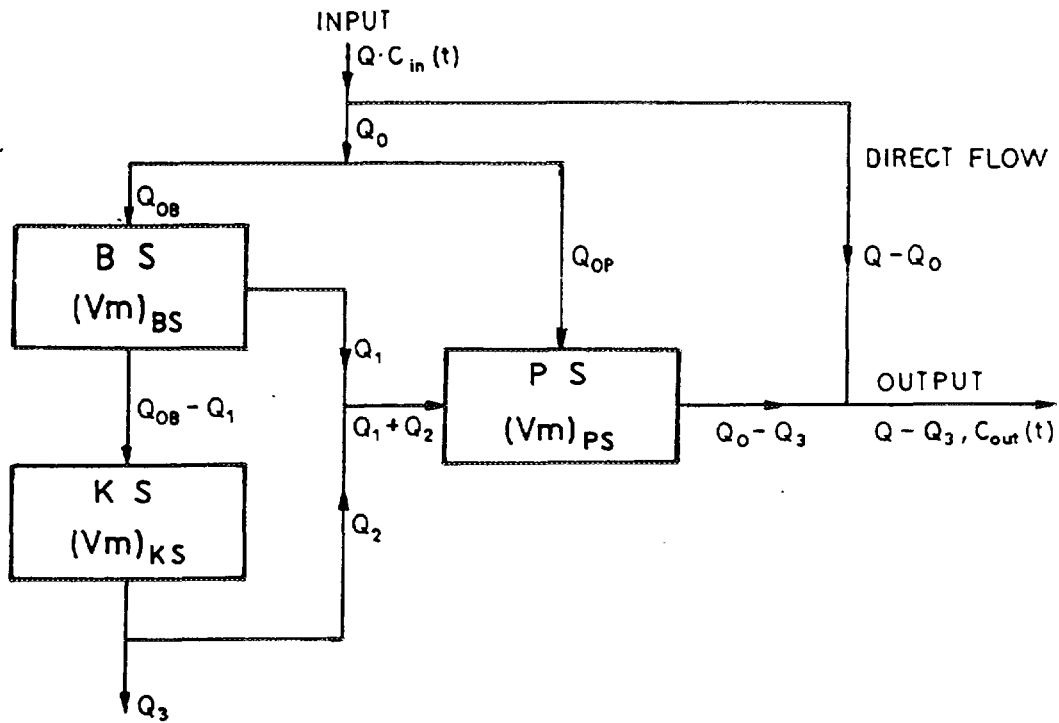 INPUT
Q·C_in(t)
Q_0
DIRECT FLOW
Q_OB
Q_OP
Q-Q_0
B S
(Vm)_BS
Q_1
P S
(Vm)_PS
OUTPUT
Q_OB-Q_1
Q_1+Q_2
Q_0-Q_3
Q-Q_3, C_out(t)
K S
(Vm)_KS
Q_2
Q_3